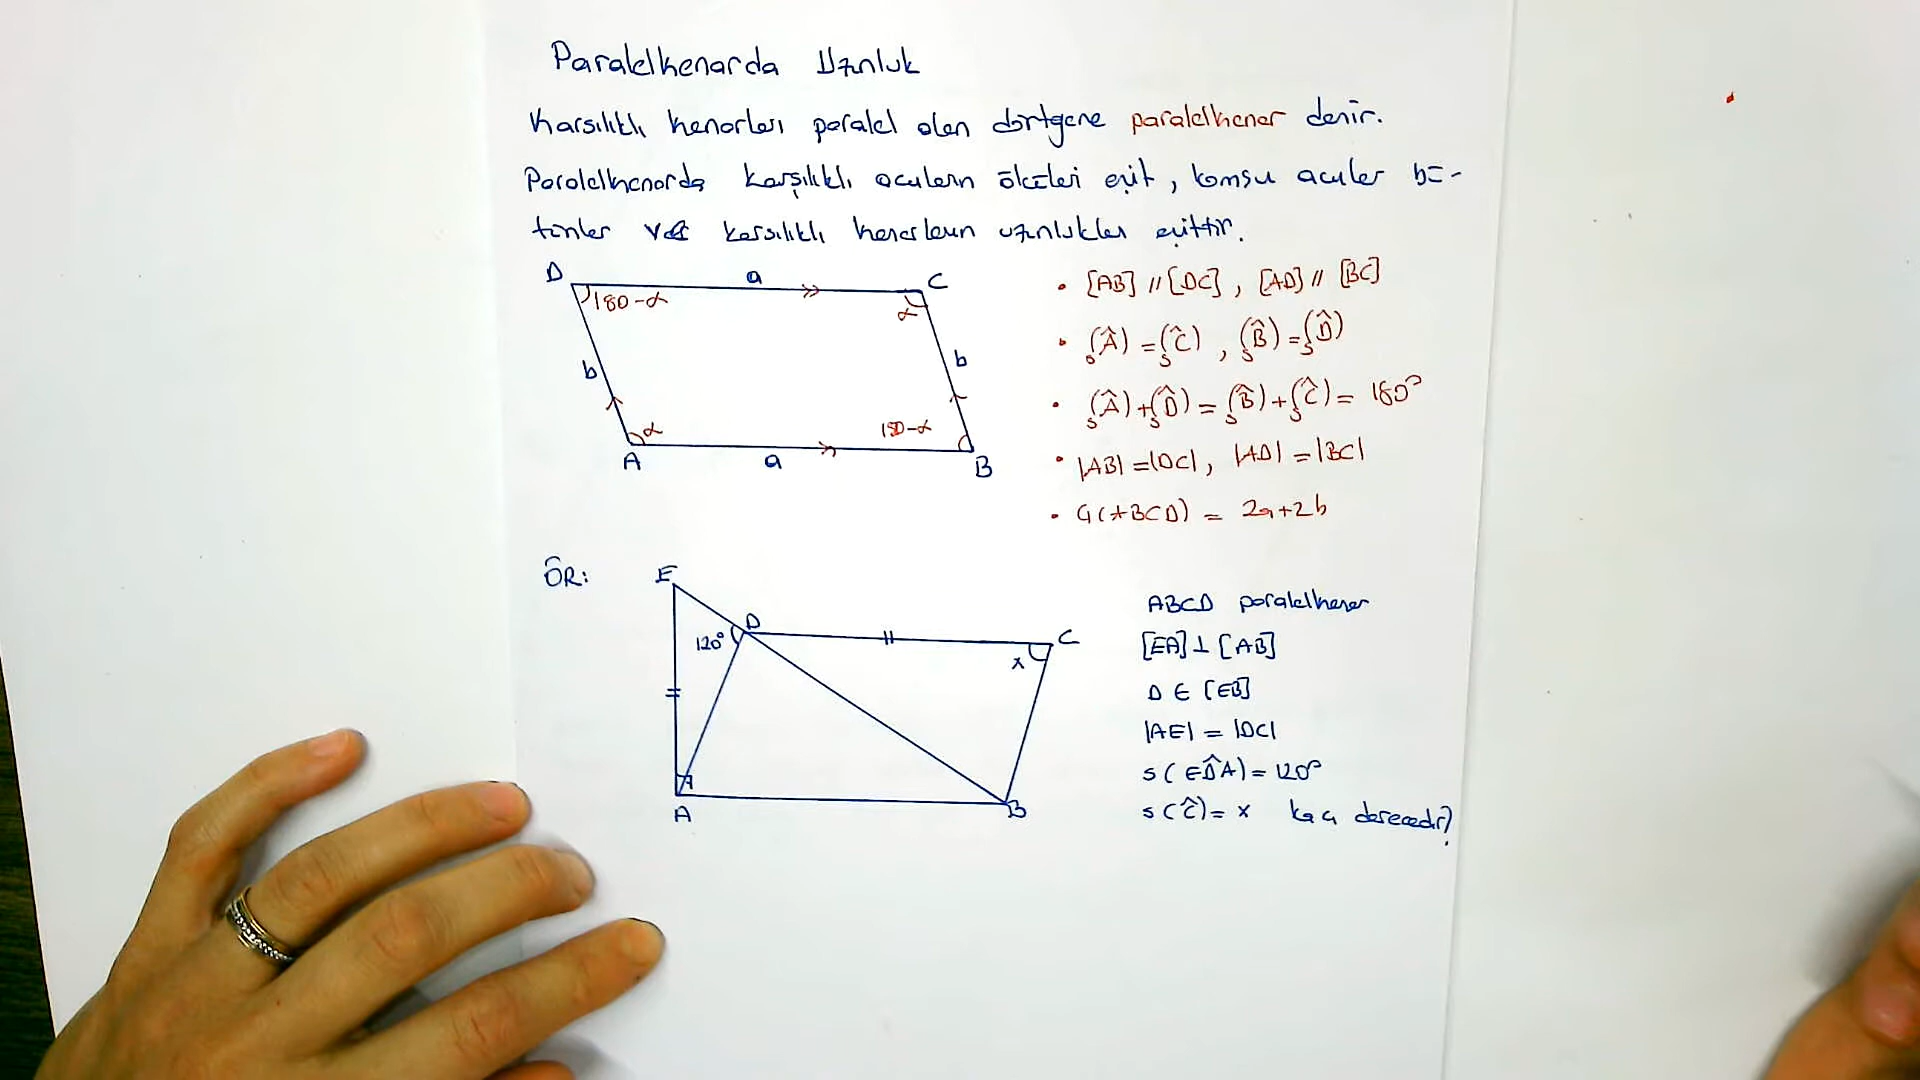 Paralelkenarda Uzunluk
Karşılıklı kenarları paralel olan dörtgene paralelkenar denir.
Paralelkenarda karşılıklı açıların ölçüleri eşit, komşu açılar bü-
tünler ve karşılıklı kenarların uzunlukları eşittir.
D a C
180-α α
b b
α 180-α
A a B
• [AB] // [DC] , [AD] // [BC]
• s(Â) = s(Ĉ) , s(B̂) = s(D̂)
• s(Â) + s(D̂) = s(B̂) + s(Ĉ) = 180°
• |AB| = |DC| , |AD| = |BC|
• Ç(ABCD) = 2a+2b
ÖR:
E
D C
120° x
A B
ABCD paralelkenar
[EA] ⊥ [AB]
D ∈ [EB]
|AE| = |DC|
s(ED̂A) = 120°
s(Ĉ) = x kaç derecedir?